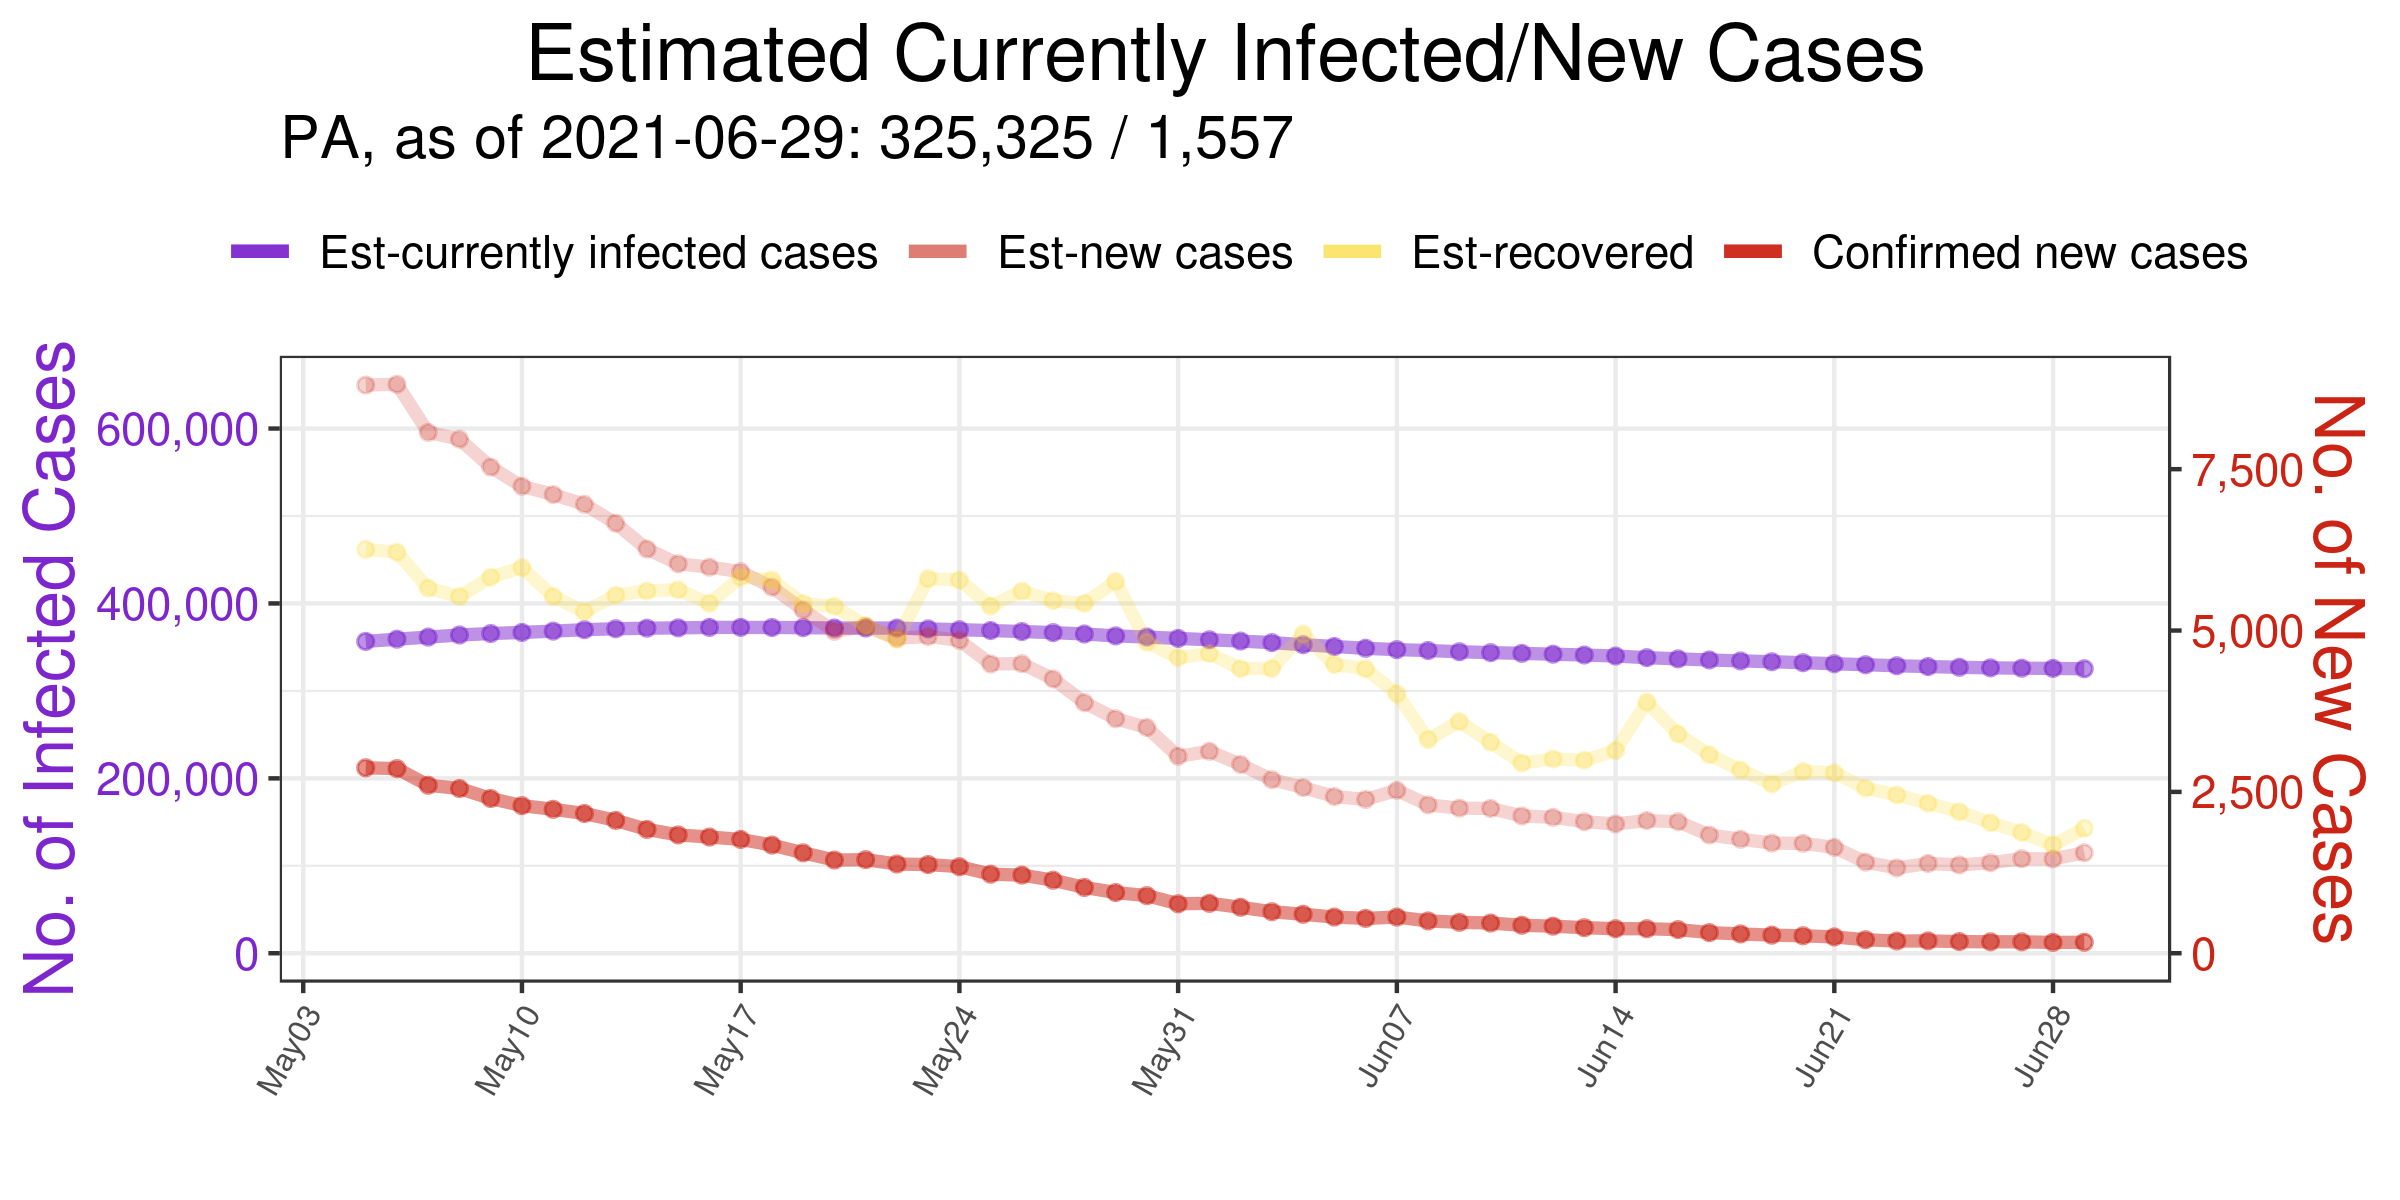 Estimated Currently Infected/New Cases
PA, as of 2021-06-29: 325,325 / 1,557
Est-currently infected cases Est-new cases Est-recovered Confirmed new cases
No. of Infected Cases
600,000
400,000
200,000
0
7,500
5,000
2,500
0
No. of New Cases
May03 May10 May17 May24 May31 Jun07 Jun14 Jun21 Jun28